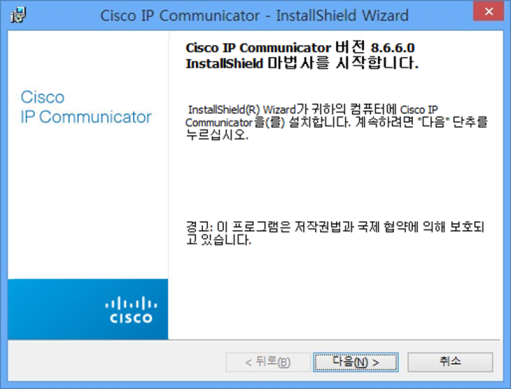 Cisco IP Communicator - InstallShield Wizard
Cisco IP Communicator 버전 8.6.6.0
InstallShield 마법사를 시작합니다.
Cisco
IP Communicator
InstallShield(R) Wizard가 귀하의 컴퓨터에 Cisco IP
Communicator을(를) 설치합니다. 계속하려면 "다음" 단추를
누르십시오.
경고: 이 프로그램은 저작권법과 국제 협약에 의해 보호되
고 있습니다.
CISCO
< 뒤로(B)
다음(N) >
취소